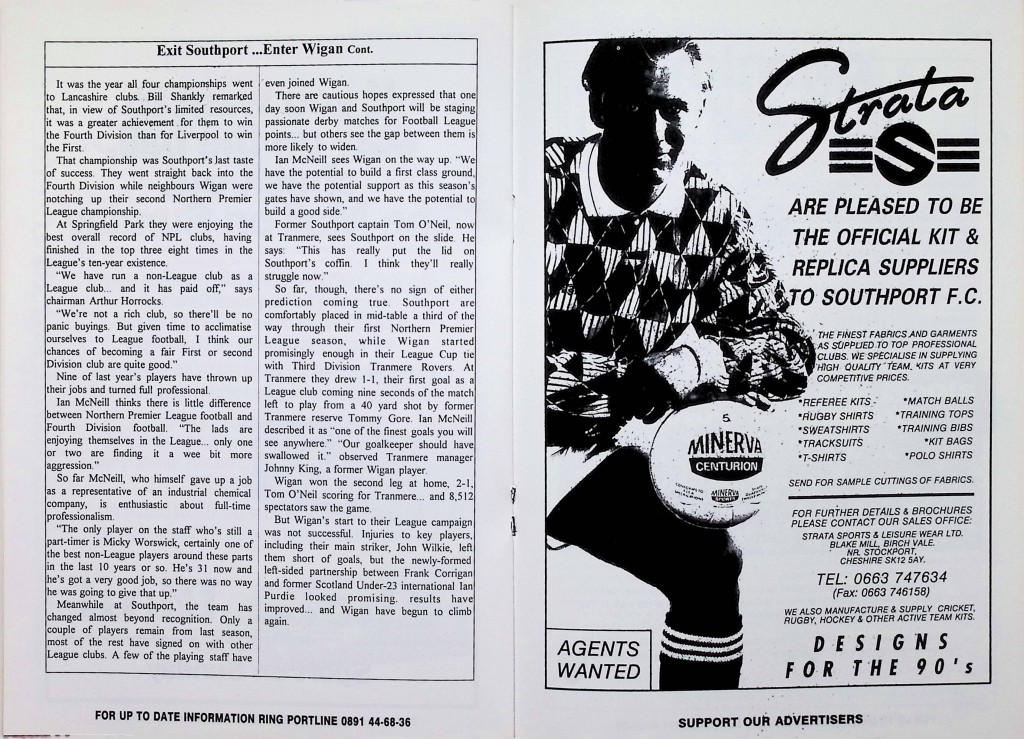 Exit Southport ...Enter Wigan Cont.
It was the year all four championships went
to Lancashire clubs. Bill Shankly remarked
that, in view of Southport's limited resources,
it was a greater achievement for them to win
the Fourth Division than for Liverpool to win
the First.
That championship was Southport's last taste
of success. They went straight back into the
Fourth Division while neighbours Wigan were
notching up their second Northern Premier
League championship.
At Springfield Park they were enjoying the
best overall record of NPL clubs, having
finished in the top three eight times in the
League's ten-year existence.
"We have run a non-League club as a
League club... and it has paid off," says
chairman Arthur Horrocks.
"We're not a rich club, so there'll be no
panic buyings. But given time to acclimatise
ourselves to League football, I think our
chances of becoming a fair First or second
Division club are quite good."
Nine of last year's players have thrown up
their jobs and turned full professional.
Ian McNeill thinks there is little difference
between Northern Premier League football and
Fourth Division football. "The lads are
enjoying themselves in the League... only one
or two are finding it a wee bit more
aggression."
So far McNeill, who himself gave up a job
as a representative of an industrial chemical
company, is enthusiastic about full-time
professionalism.
"The only player on the staff who's still a
part-timer is Micky Worswick, certainly one of
the best non-League players around these parts
in the last 10 years or so. He's 31 now and
he's got a very good job, so there was no way
he was going to give that up."
Meanwhile at Southport, the team has
changed almost beyond recognition. Only a
couple of players remain from last season,
most of the rest have signed on with other
League clubs. A few of the playing staff have
even joined Wigan.
There are cautious hopes expressed that one
day soon Wigan and Southport will be staging
passionate derby matches for Football League
points... but others see the gap between them is
more likely to widen.
Ian McNeill sees Wigan on the way up. "We
have the potential to build a first class ground,
we have the potential support as this season's
gates have shown, and we have the potential to
build a good side."
Former Southport captain Tom O'Neil, now
at Tranmere, sees Southport on the slide. He
says: "This has really put the lid on
Southport's coffin. I think they'll really
struggle now."
So far, though, there's no sign of either
prediction coming true. Southport are
comfortably placed in mid-table a third of the
way through their first Northern Premier
League season, while Wigan started
promisingly enough in their League Cup tie
with Third Division Tranmere Rovers. At
Tranmere they drew 1-1, their first goal as a
League club coming nine seconds of the match
left to play from a 40 yard shot by former
Tranmere reserve Tommy Gore. Ian McNeill
described it as "one of the finest goals you will
see anywhere." "Our goalkeeper should have
swallowed it." observed Tranmere manager
Johnny King, a former Wigan player.
Wigan won the second leg at home, 2-1,
Tom O'Neil scoring for Tranmere... and 8,512
spectators saw the game.
But Wigan's start to their League campaign
was not successful. Injuries to key players,
including their main striker, John Wilkie, left
them short of goals, but the newly-formed
left-sided partnership between Frank Corrigan
and former Scotland Under-23 international Ian
Purdie looked promising. results have
improved... and Wigan have begun to climb
again.
FOR UP TO DATE INFORMATION RING PORTLINE 0891 44-68-36
Strata
S
ARE PLEASED TO BE
THE OFFICIAL KIT &
REPLICA SUPPLIERS
TO SOUTHPORT F.C.
THE FINEST FABRICS AND GARMENTS
AS SUPPLIED TO TOP PROFESSIONAL
CLUBS. WE SPECIALISE IN SUPPLYING
HIGH QUALITY TEAM KITS AT VERY
COMPETITIVE PRICES.
*REFEREE KITS *MATCH BALLS
*RUGBY SHIRTS *TRAINING TOPS
*SWEATSHIRTS *TRAINING BIBS
*TRACKSUITS *KIT BAGS
*T-SHIRTS *POLO SHIRTS
SEND FOR SAMPLE CUTTINGS OF FABRICS.
FOR FURTHER DETAILS & BROCHURES
PLEASE CONTACT OUR SALES OFFICE:
STRATA SPORTS & LEISURE WEAR LTD.
BLAKE MILL, BIRCH VALE.
NR. STOCKPORT,
CHESHIRE SK12 5AY.
TEL: 0663 747634
(Fax: 0663 746158)
WE ALSO MANUFACTURE & SUPPLY CRICKET,
RUGBY, HOCKEY & OTHER ACTIVE TEAM KITS.
DESIGNS
FOR THE 90's
5
MINERVA
CENTURION
MINERVA
SPORTS
AGENTS
WANTED
SUPPORT OUR ADVERTISERS